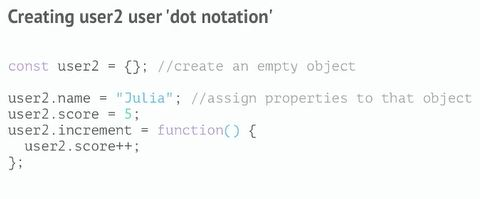 Creating user2 user 'dot notation'
const user2 = {}; //create an empty object
user2.name = "Julia"; //assign properties to that object
user2.score = 5;
user2.increment = function() {
  user2.score++;
};